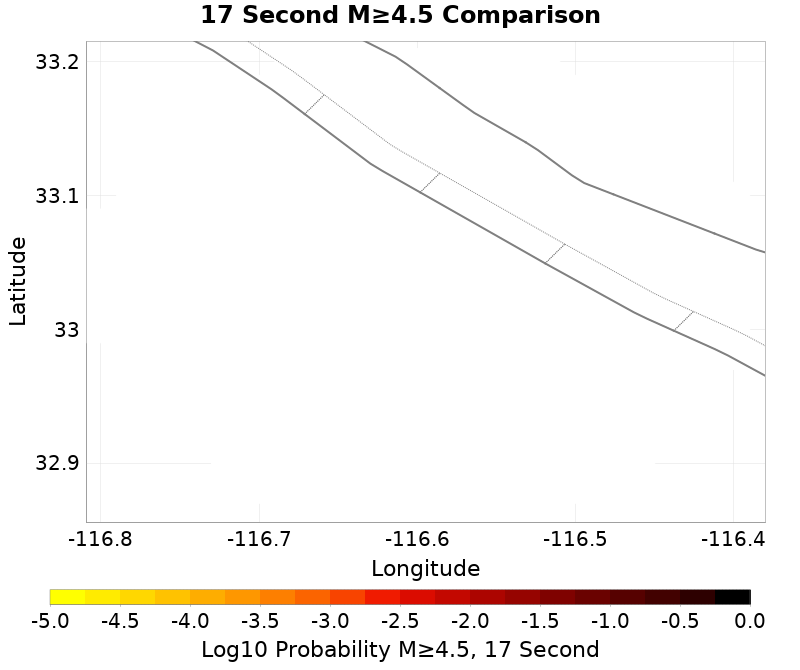 17 Second M≥4.5 Comparison
33.2
33.1
33
32.9
Latitude
-116.8 -116.7 -116.6 -116.5 -116.4
Longitude
-5.0 -4.5 -4.0 -3.5 -3.0 -2.5 -2.0 -1.5 -1.0 -0.5 0.0
Log10 Probability M≥4.5, 17 Second